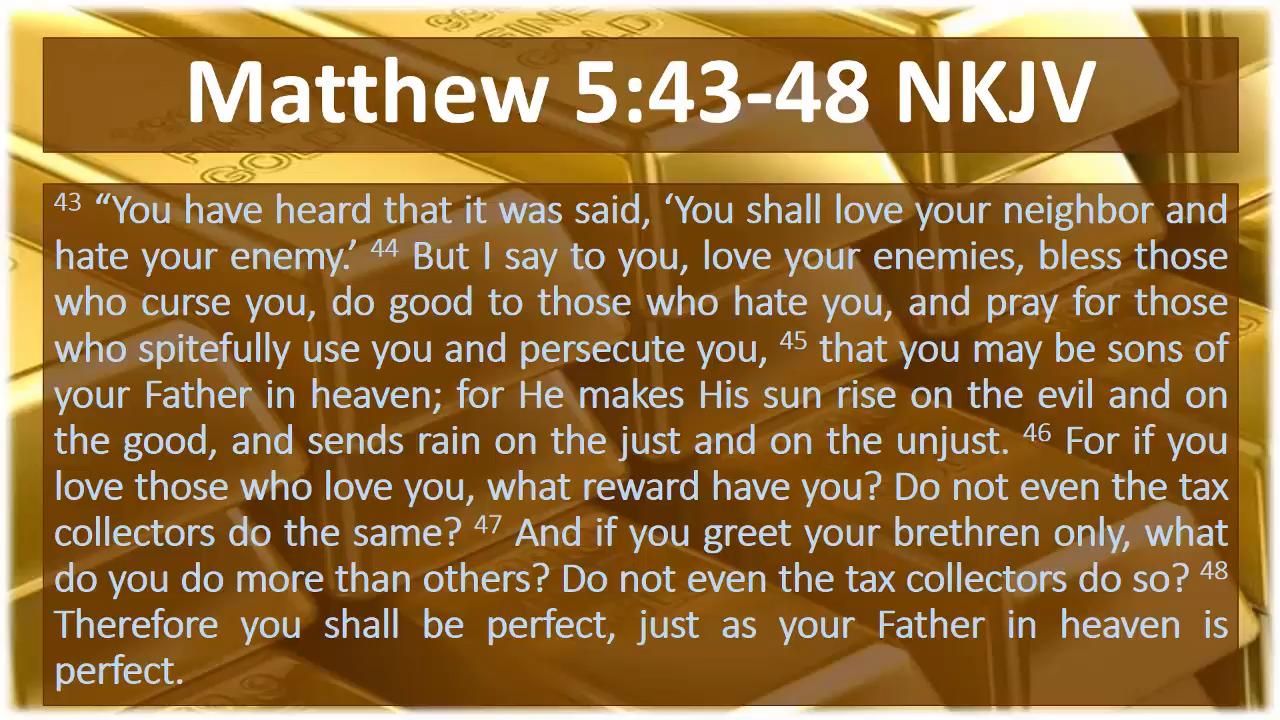 Matthew 5:43-48 NKJV
43 “You have heard that it was said, ‘You shall love your neighbor and
hate your enemy.’ 44 But I say to you, love your enemies, bless those
who curse you, do good to those who hate you, and pray for those
who spitefully use you and persecute you, 45 that you may be sons of
your Father in heaven; for He makes His sun rise on the evil and on
the good, and sends rain on the just and on the unjust. 46 For if you
love those who love you, what reward have you? Do not even the tax
collectors do the same? 47 And if you greet your brethren only, what
do you do more than others? Do not even the tax collectors do so? 48
Therefore you shall be perfect, just as your Father in heaven is
perfect.
FINE
GOLD